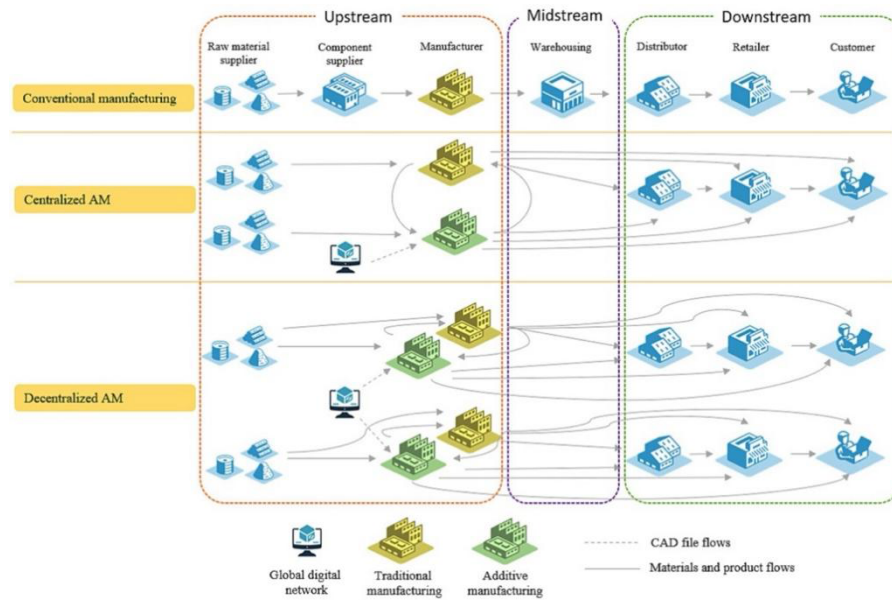 Upstream
Midstream
Downstream
Raw material
supplier
Component
supplier
Manufacturer
Warehousing
Distributor
Retailer
Customer
Conventional manufacturing
Centralized AM
Decentralized AM
Global digital
network
Traditional
manufacturing
Additive
manufacturing
CAD file flows
Materials and product flows